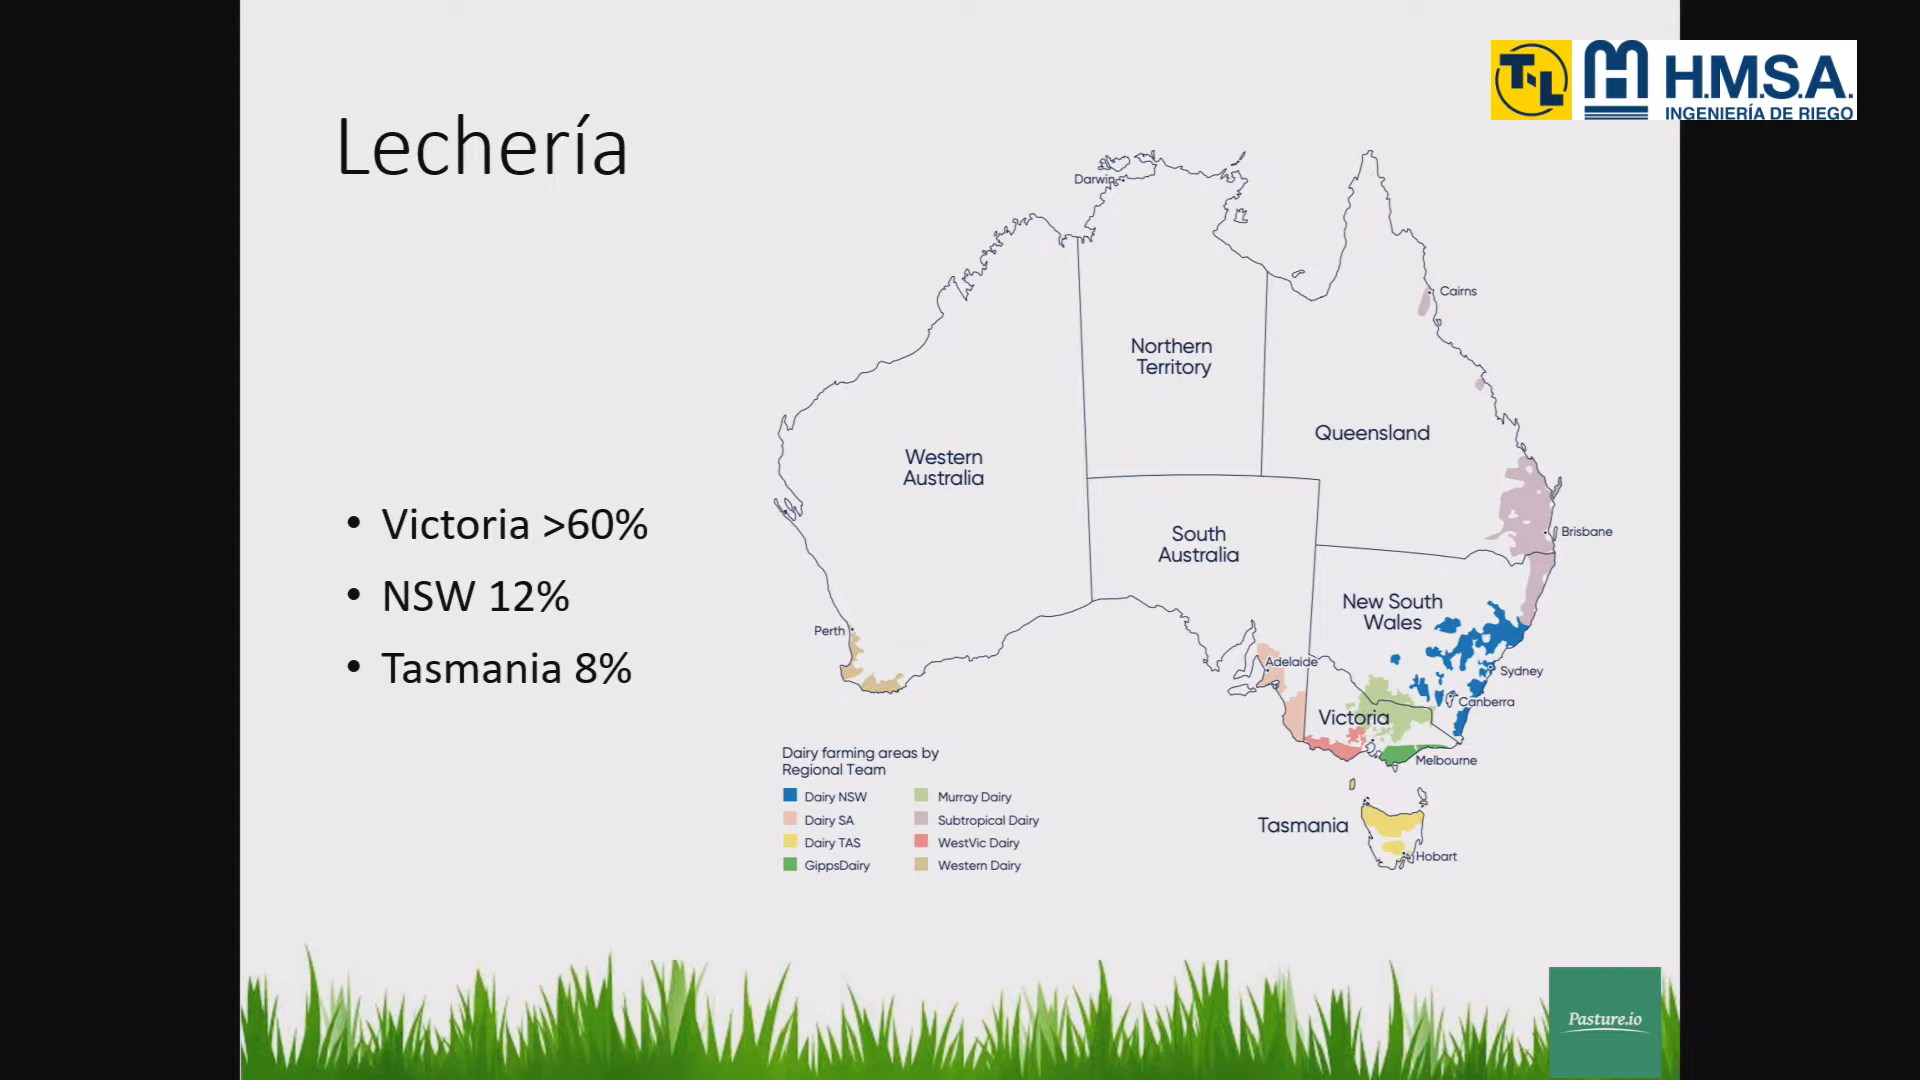 T-L
H.M.S.A.
INGENIERÍA DE RIEGO
Lechería
• Victoria >60%
• NSW 12%
• Tasmania 8%
Darwin
Cairns
Northern
Territory
Queensland
Western
Australia
South
Australia
Brisbane
New South
Wales
Perth
Adelaide
Sydney
Canberra
Victoria
Melbourne
Tasmania
Hobart
Dairy farming areas by
Regional Team
Dairy NSW
Dairy SA
Dairy TAS
GippsDairy
Murray Dairy
Subtropical Dairy
WestVic Dairy
Western Dairy
Pasture.io